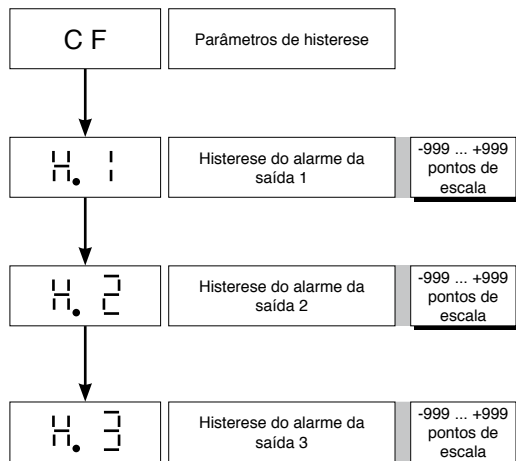 C F
Parâmetros de histerese
H. 1
Histerese do alarme da
saída 1
-999 ... +999
pontos de
escala
H. 2
Histerese do alarme da
saída 2
-999 ... +999
pontos de
escala
H. 3
Histerese do alarme da
saída 3
-999 ... +999
pontos de
escala